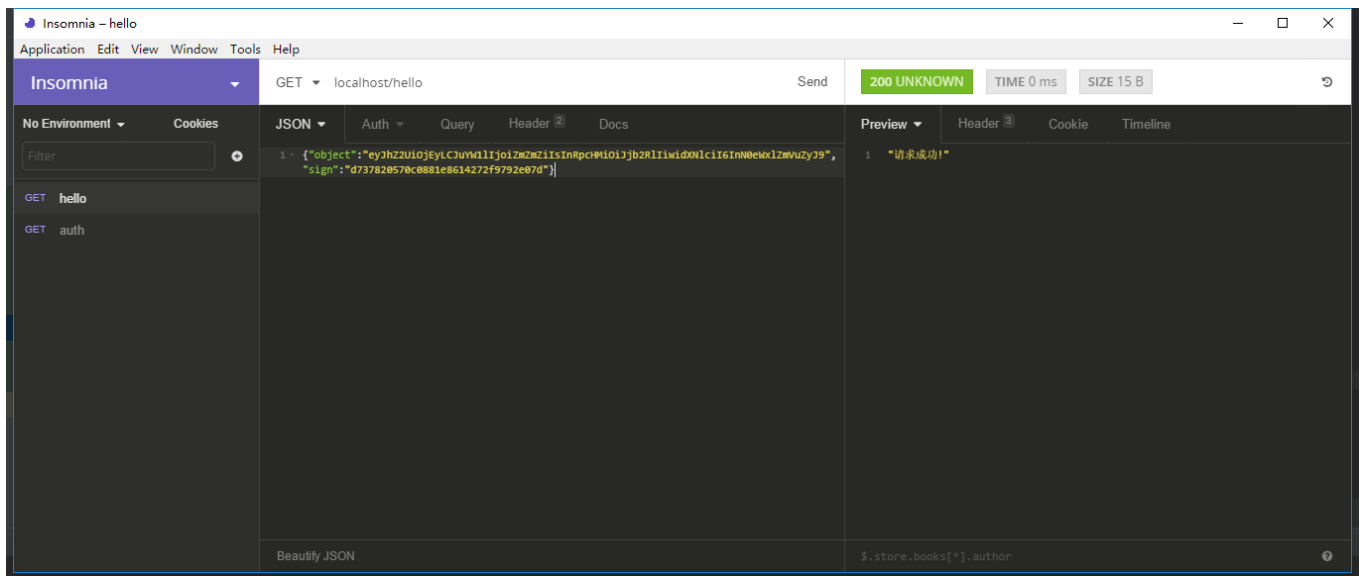 Insomnia – hello
Application Edit View Window Tools Help
Insomnia
GET localhost/hello Send
200 UNKNOWN TIME 0 ms SIZE 15 B
No Environment Cookies
JSON Auth Query Header 2 Docs
Preview Header 3 Cookie Timeline
Filter
1 {"object":"eyJhZ2UiOjEyLCJuYW1lIjoiZmZmZiIsInRpcHMiOiJjb2RlIiwidXNlciI6InN0eWxlZmVuZyJ9",
"sign":"d737820570c0881e8614272f9792e07d"}
1 "请求成功!"
GET hello
GET auth
Beautify JSON
$.store.books[*].author